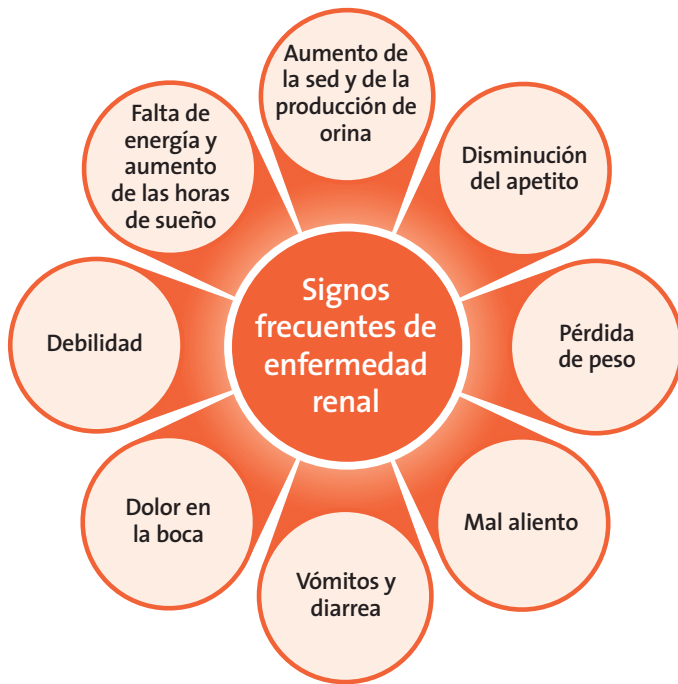 Signos
frecuentes de
enfermedad
renal
Aumento de
la sed y de la
producción de
orina
Disminución
del apetito
Pérdida
de peso
Mal aliento
Vómitos y
diarrea
Dolor en
la boca
Debilidad
Falta de
energía y
aumento
de las horas
de sueño